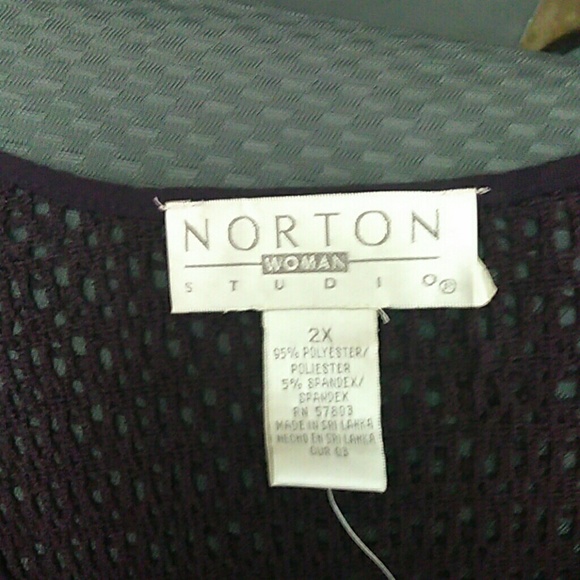 NORTON
WOMAN
STUDIO®
2X
95% POLYESTER/
POLIESTER
5% SPANDEX/
SPANDEX
RN 57803
MADE IN SRI LANKA
HECHO EN SRI LANKA